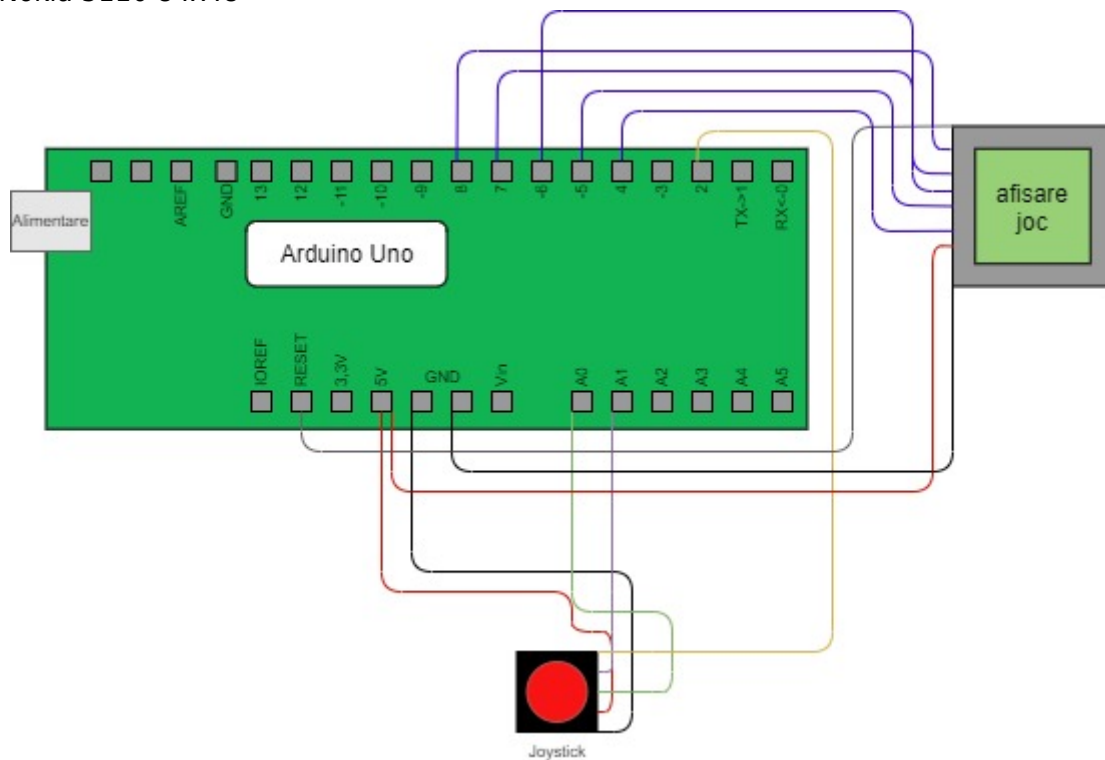 AREF
GND
13
12
-11
-10
-9
8
7
-6
-5
4
-3
2
TX->1
RX<-0
Alimentare
Arduino Uno
afisare
joc
IOREF
RESET
3,3V
5V
GND
Vin
A0
A1
A2
A3
A4
A5
Joystick